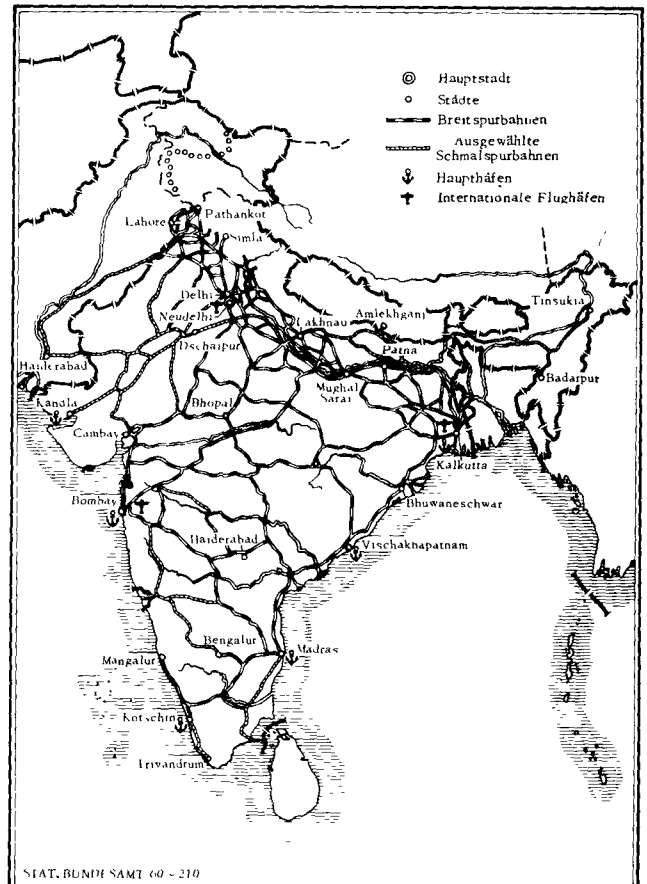 Hauptstadt
Städte
Breitspurbahnen
Ausgewählte
Schmalspurbahnen
Haupthäfen
Internationale Flughäfen
Lahore
Pathankot
Simla
Delhi
Neudelhi
Dschaipur
Lakhnau
Amlekhganj
Tinsukia
Patna
Mughal
Sarai
Badarpur
Haiderabad
Kandla
Bhopal
Cambay
Kalkutta
Bombay
Bhuwaneschwar
Haiderabad
Vischakhapatnam
Bengalur
Madras
Mangalur
Kotschin
Trivandrum
STAT. BUNDESAMT 60 - 210